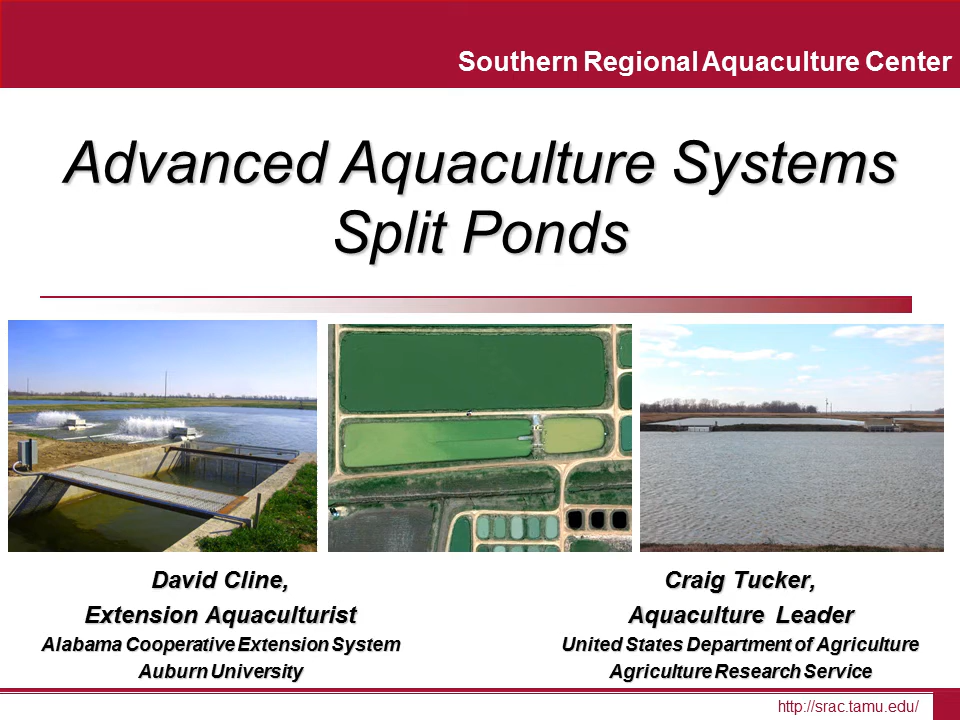 Southern Regional Aquaculture Center
Advanced Aquaculture Systems
Split Ponds
David Cline,
Extension Aquaculturist
Alabama Cooperative Extension System
Auburn University
Craig Tucker,
Aquaculture Leader
United States Department of Agriculture
Agriculture Research Service
http://srac.tamu.edu/